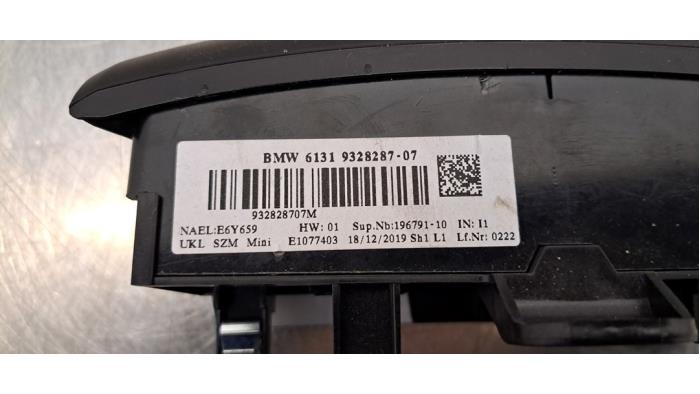 BMW 6131 9328287-07
932828707M
NAEL:E6Y659 HW: 01 Sup.Nb:196791-10 IN: I1
UKL SZM Mini E1077403 18/12/2019 Sh1 L1 Lf.Nr: 0222